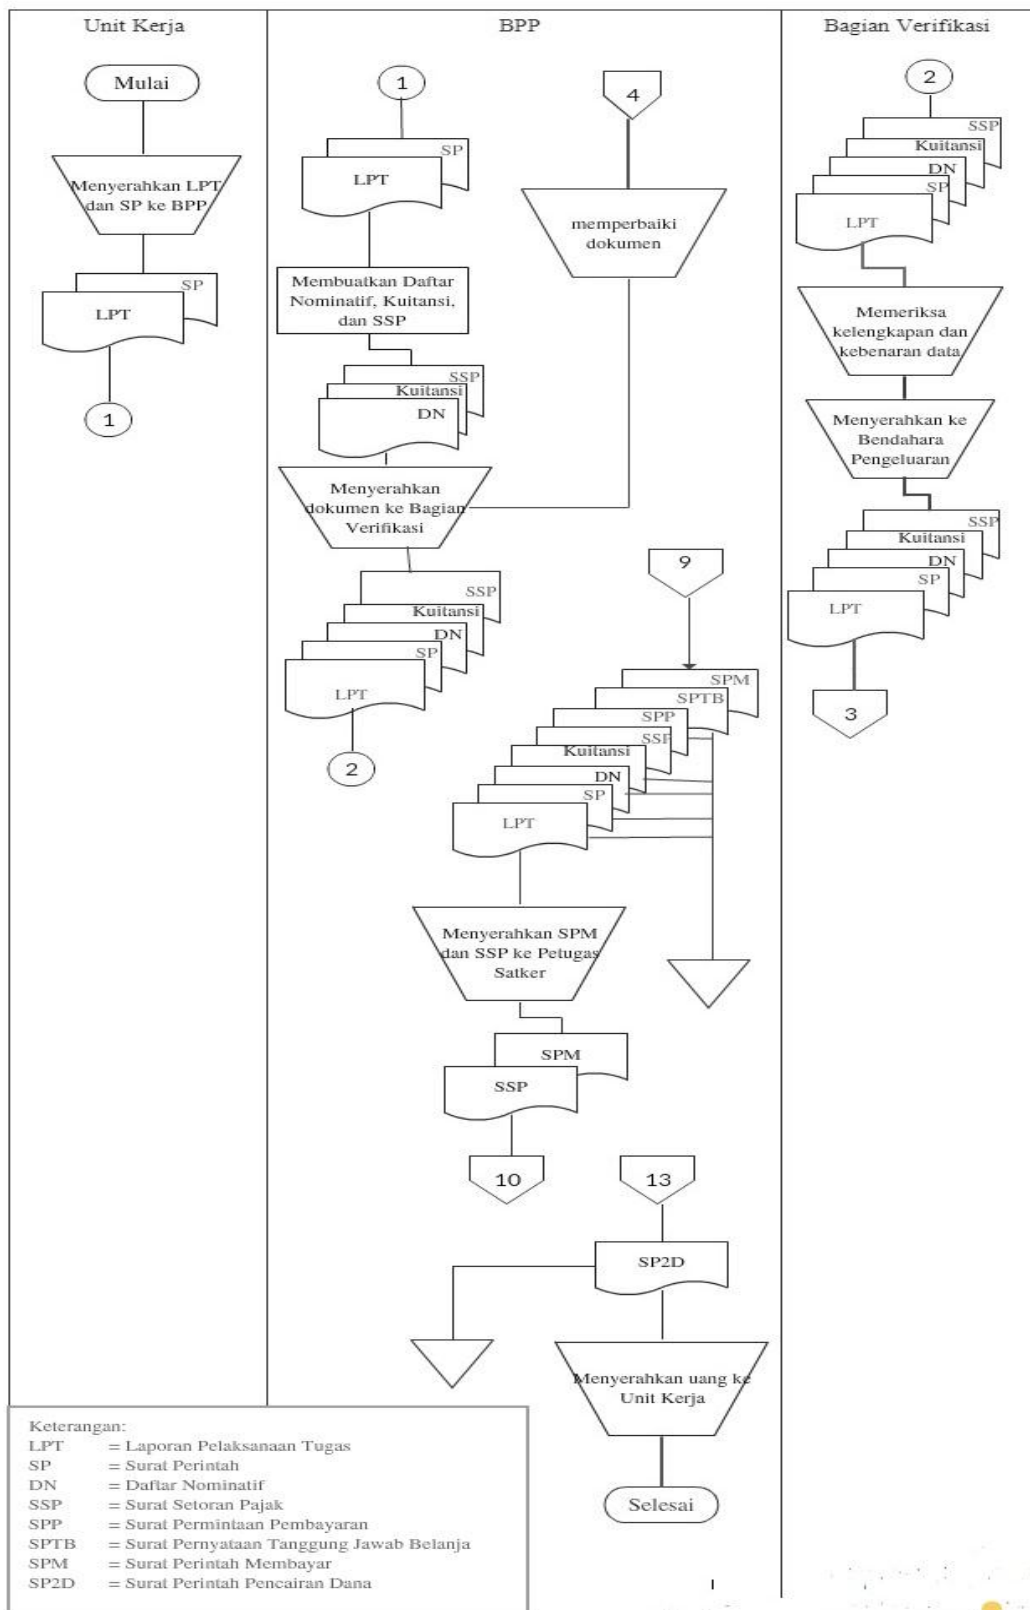 Unit Kerja
BPP
Bagian Verifikasi
Mulai
Menyerahkan LPT
dan SP ke BPP
SP
LPT
1
1
SP
LPT
Membuatkan Daftar
Nominatif, Kuitansi,
dan SSP
SSP
Kuitansi
DN
Menyerahkan
dokumen ke Bagian
Verifikasi
SSP
Kuitansi
DN
SP
LPT
2
4
memperbaiki
dokumen
9
SPM
SPTB
SPP
SSP
Kuitansi
DN
SP
LPT
Menyerahkan SPM
dan SSP ke Petugas
Satker
SPM
SSP
10
13
SP2D
Menyerahkan uang ke
Unit Kerja
Selesai
2
SSP
Kuitansi
DN
SP
LPT
Memeriksa
kelengkapan dan
kebenaran data
Menyerahkan ke
Bendahara
Pengeluaran
SSP
Kuitansi
DN
SP
LPT
3
Keterangan:
LPT = Laporan Pelaksanaan Tugas
SP = Surat Perintah
DN = Daftar Nominatif
SSP = Surat Setoran Pajak
SPP = Surat Permintaan Pembayaran
SPTB = Surat Pernyataan Tanggung Jawab Belanja
SPM = Surat Perintah Membayar
SP2D = Surat Perintah Pencairan Dana